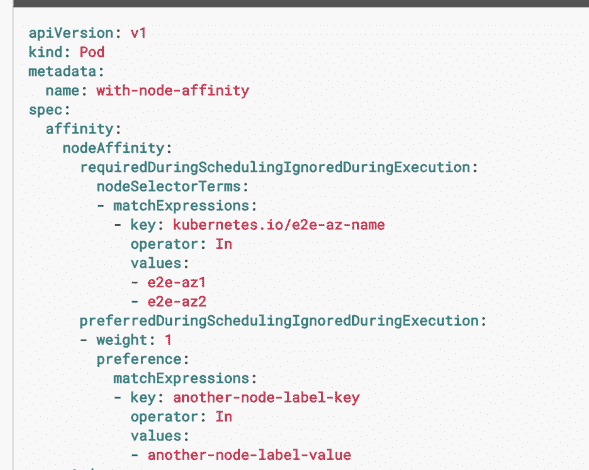 apiVersion: v1
kind: Pod
metadata:
  name: with-node-affinity
spec:
  affinity:
    nodeAffinity:
      requiredDuringSchedulingIgnoredDuringExecution:
        nodeSelectorTerms:
        - matchExpressions:
          - key: kubernetes.io/e2e-az-name
            operator: In
            values:
            - e2e-az1
            - e2e-az2
      preferredDuringSchedulingIgnoredDuringExecution:
      - weight: 1
        preference:
          matchExpressions:
          - key: another-node-label-key
            operator: In
            values:
            - another-node-label-value